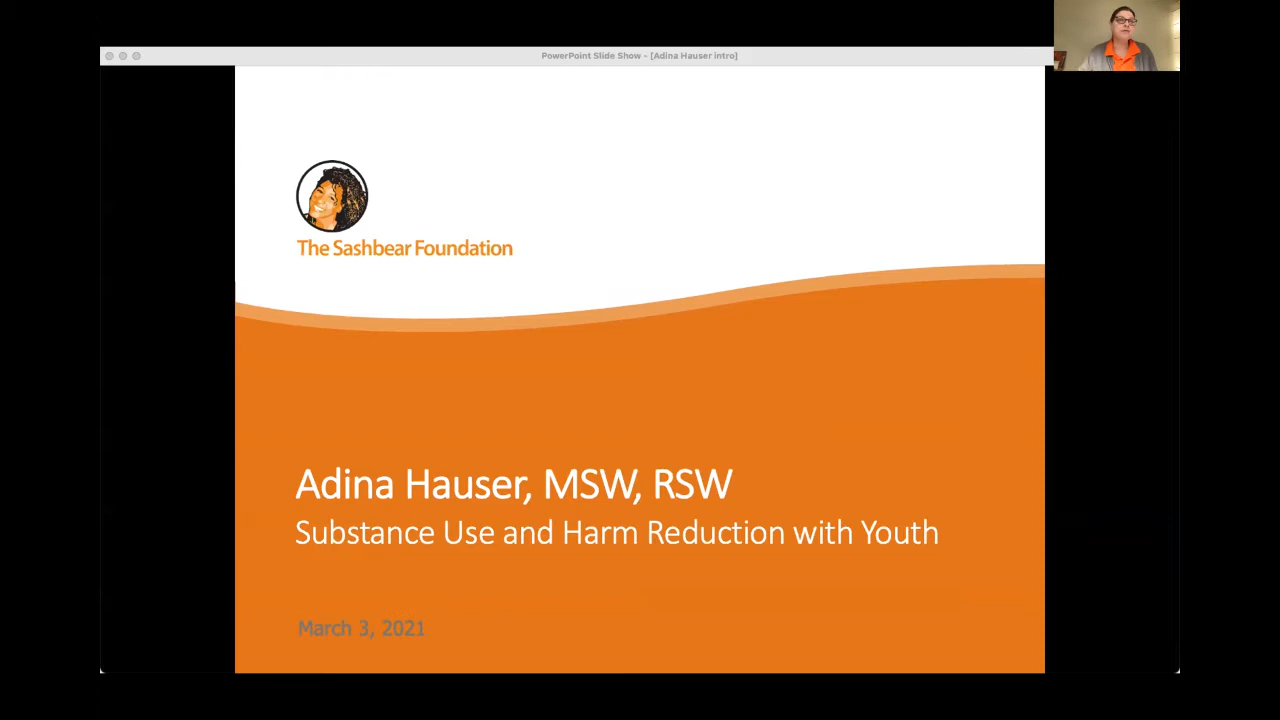 PowerPoint Slide Show - [Adina Hauser intro]
The Sashbear Foundation
Adina Hauser, MSW, RSW
Substance Use and Harm Reduction with Youth
March 3, 2021